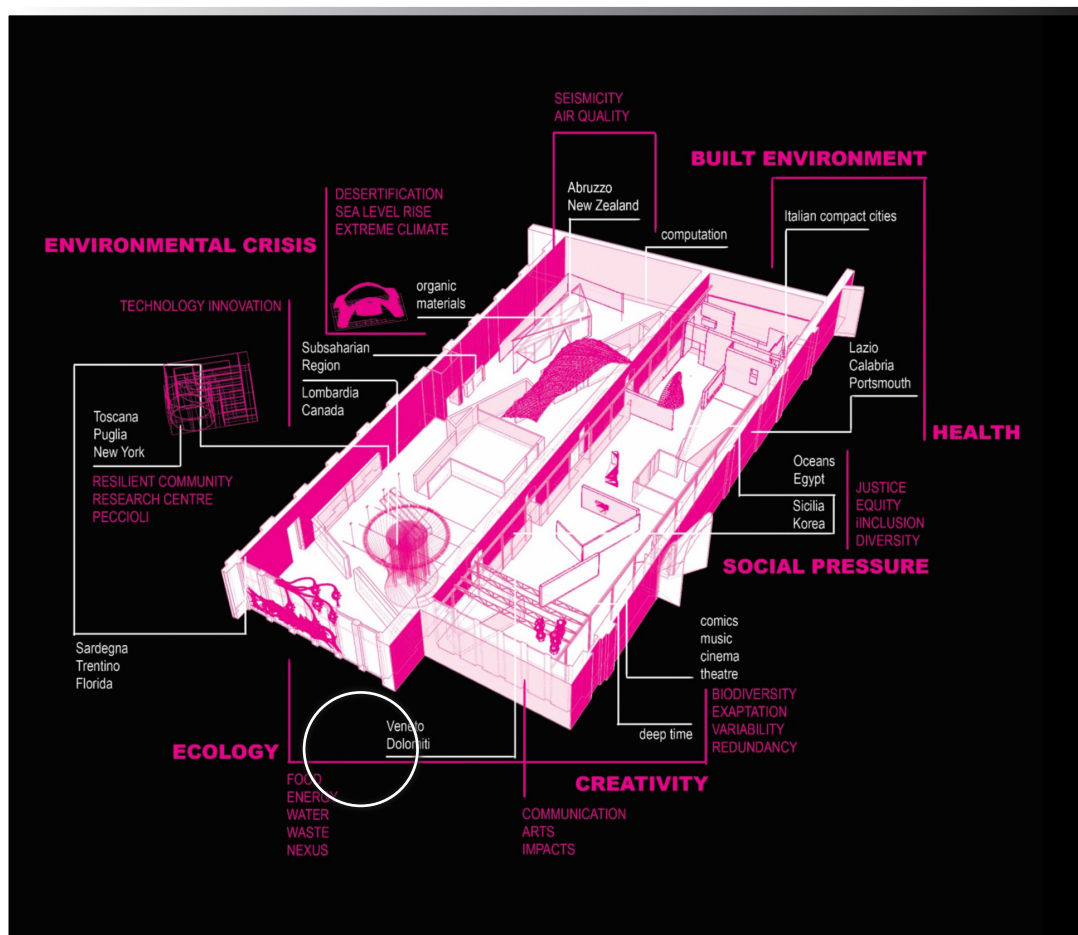 SEISMICITY
AIR QUALITY
BUILT ENVIRONMENT
DESERTIFICATION
SEA LEVEL RISE
EXTREME CLIMATE
Abruzzo
New Zealand
Italian compact cities
computation
ENVIRONMENTAL CRISIS
organic
materials
TECHNOLOGY INNOVATION
Subsaharian
Region
Lombardia
Canada
Lazio
Calabria
Portsmouth
Toscana
Puglia
New York
HEALTH
RESILIENT COMMUNITY
RESEARCH CENTRE
PECCIOLI
Oceans
Egypt
Sicilia
Korea
JUSTICE
EQUITY
iINCLUSION
DIVERSITY
SOCIAL PRESSURE
comics
music
cinema
theatre
Sardegna
Trentino
Florida
BIODIVERSITY
EXAPTATION
VARIABILITY
REDUNDANCY
Veneto
Dolomiti
deep time
ECOLOGY
CREATIVITY
FOOD
ENERGY
WATER
WASTE
NEXUS
COMMUNICATION
ARTS
IMPACTS